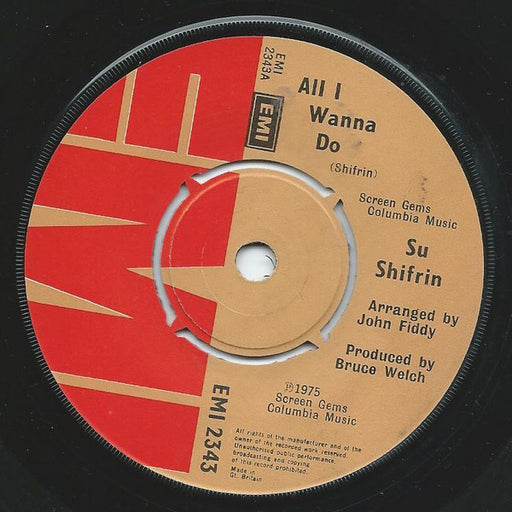 EMI
EMI
2343A
EMI
All I
Wanna
Do
(Shifrin)
Screen Gems
Columbia Music
Su
Shifrin
Arranged by
John Fiddy
Produced by
Bruce Welch
℗1975
Screen Gems
Columbia Music
EMI 2343
All rights of the manufacturer and of the
owner of the recorded work reserved.
Unauthorised public performance,
broadcasting and copying
of this record prohibited.
Made in
Gt. Britain